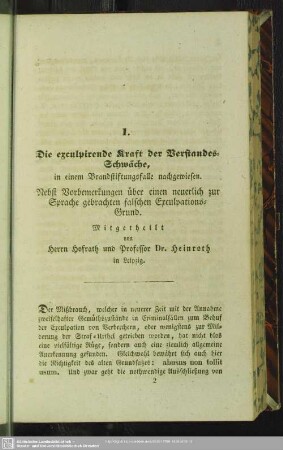 I.
Die exculpirende Kraft der Verstandes-
Schwäche,
in einem Brandstiftungsfalle nachgewiesen.
Nebst Vorbemerkungen über einen neuerlich zur
Sprache gebrachten falschen Exculpations-
Grund.
Mitgetheilt
von
Herrn Hofrath und Professor Dr. Heinroth
in Leipzig.
Der Mißbrauch, welcher in neuerer Zeit mit der Annahme
zweifelhafter Gemüthszustände in Criminalfällen zum Behuf
der Exculpation von Verbrechern, oder wenigstens zur Mil-
derung der Straf-Urthel getrieben worden, hat nicht blos
eine vielfältige Rüge, sondern auch eine ziemlich allgemeine
Anerkennung gefunden. Gleichwohl bewährt sich auch hier
die Richtigkeit des alten Grundsatzes: abusus non tollit
usum. Und zwar geht die nothwendige Ausschließung von
2